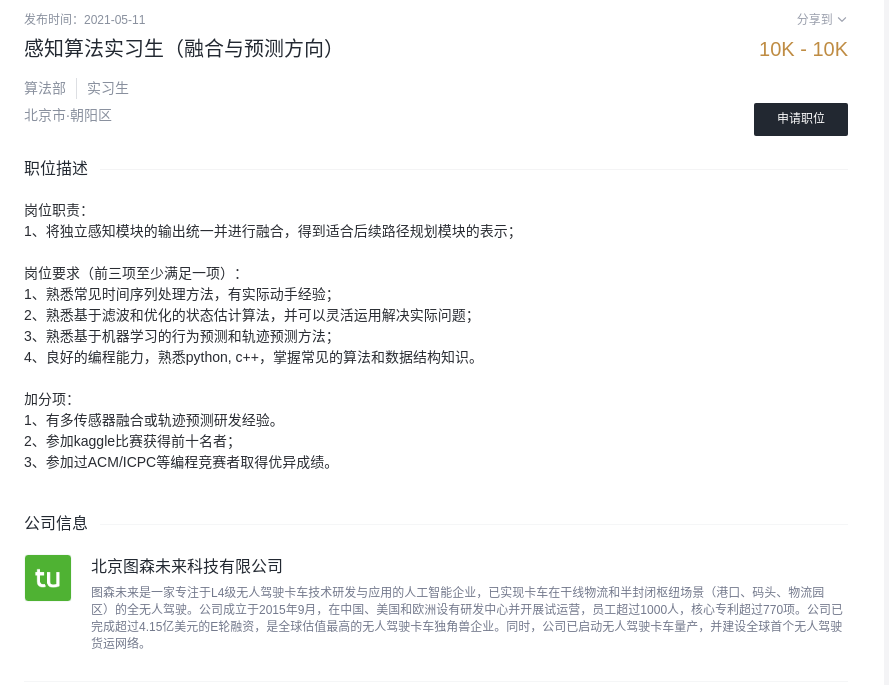 发布时间：2021-05-11
分享到
感知算法实习生（融合与预测方向）
10K - 10K
算法部 实习生
北京市·朝阳区
申请职位
职位描述
岗位职责：
1、将独立感知模块的输出统一并进行融合，得到适合后续路径规划模块的表示；
岗位要求（前三项至少满足一项）：
1、熟悉常见时间序列处理方法，有实际动手经验；
2、熟悉基于滤波和优化的状态估计算法，并可以灵活运用解决实际问题；
3、熟悉基于机器学习的行为预测和轨迹预测方法；
4、良好的编程能力，熟悉python, c++，掌握常见的算法和数据结构知识。
加分项：
1、有多传感器融合或轨迹预测研发经验。
2、参加kaggle比赛获得前十名者；
3、参加过ACM/ICPC等编程竞赛者取得优异成绩。
公司信息
tu
北京图森未来科技有限公司
图森未来是一家专注于L4级无人驾驶卡车技术研发与应用的人工智能企业，已实现卡车在干线物流和半封闭枢纽场景（港口、码头、物流园
区）的全无人驾驶。公司成立于2015年9月，在中国、美国和欧洲设有研发中心并开展试运营，员工超过1000人，核心专利超过770项。公司已
完成超过4.15亿美元的E轮融资，是全球估值最高的无人驾驶卡车独角兽企业。同时，公司已启动无人驾驶卡车量产，并建设全球首个无人驾驶
货运网络。